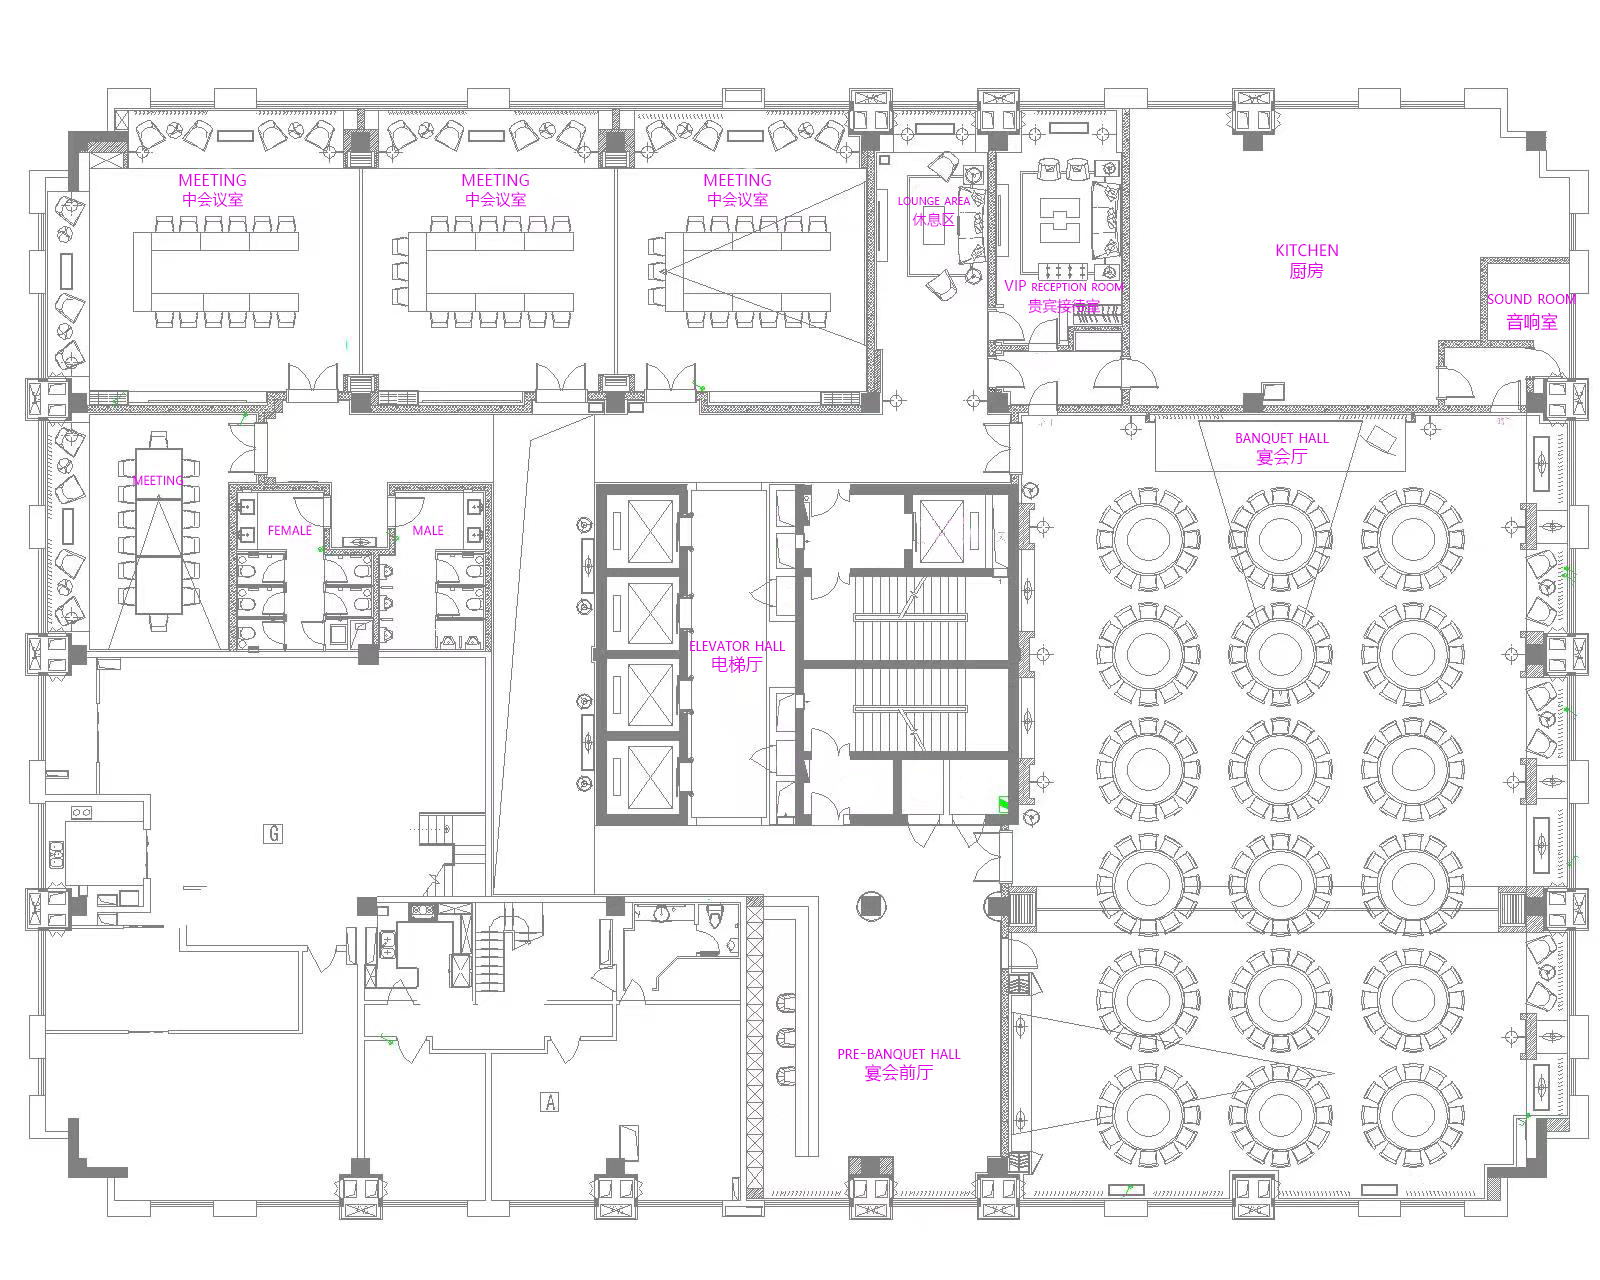 MEETING
中会议室
MEETING
中会议室
MEETING
中会议室
LOUNGE AREA
休息区
VIP RECEPTION ROOM
贵宾接待室
KITCHEN
厨房
SOUND ROOM
音响室
BANQUET HALL
宴会厅
MEETING
FEMALE
MALE
ELEVATOR HALL
电梯厅
G
PRE-BANQUET HALL
宴会前厅
A